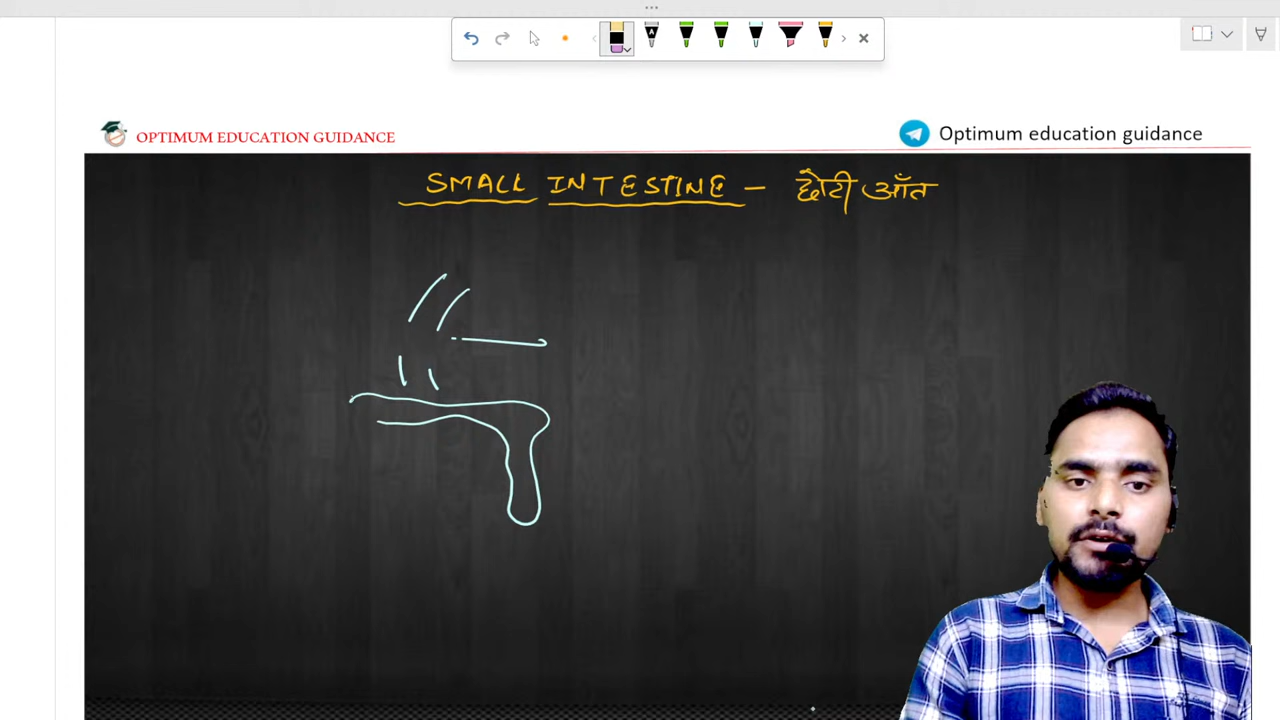 OPTIMUM EDUCATION GUIDANCE
Optimum education guidance
SMALL INTESTINE - छोटी आँत